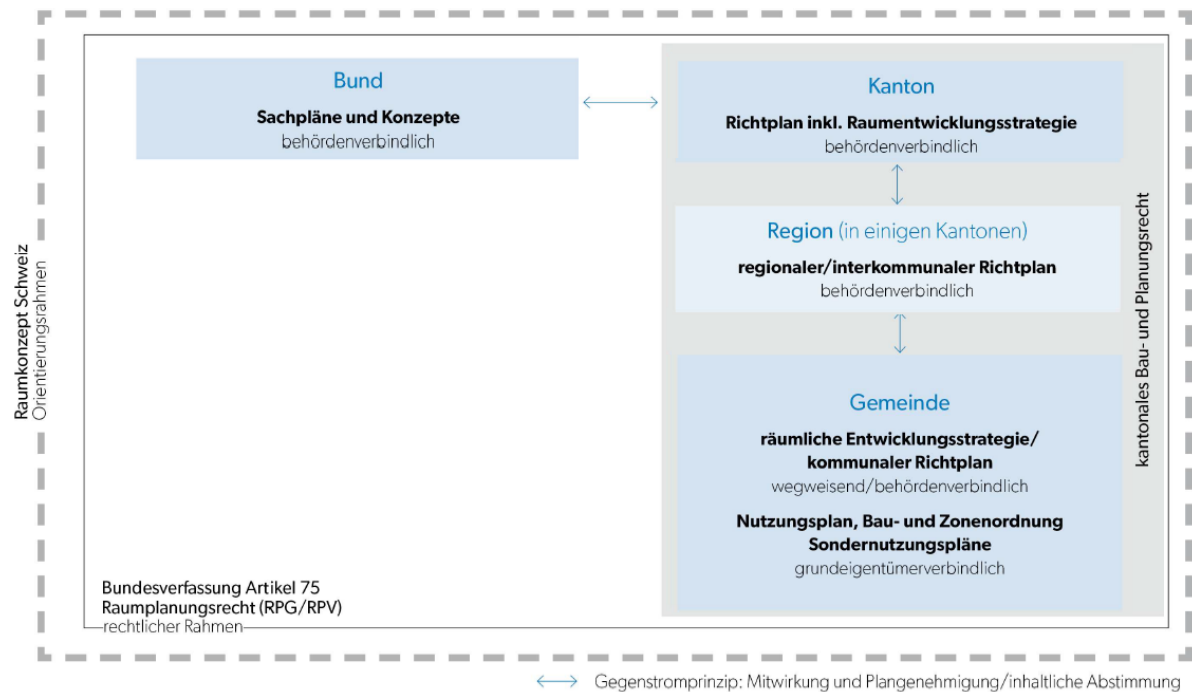 Bund
Sachpläne und Konzepte
behördenverbindlich
Kanton
Richtplan inkl. Raumentwicklungsstrategie
behördenverbindlich
Region (in einigen Kantonen)
regionaler/interkommunaler Richtplan
behördenverbindlich
Gemeinde
räumliche Entwicklungsstrategie/
kommunaler Richtplan
wegweisend/behördenverbindlich
Nutzungsplan, Bau- und Zonenordnung
Sondernutzungspläne
grundeigentümerverbindlich
kantonales Bau- und Planungsrecht
Raumkonzept Schweiz
Orientierungsrahmen
Bundesverfassung Artikel 75
Raumplanungsrecht (RPG/RPV)
rechtlicher Rahmen
Gegenstromprinzip: Mitwirkung und Plangenehmigung/inhaltliche Abstimmung